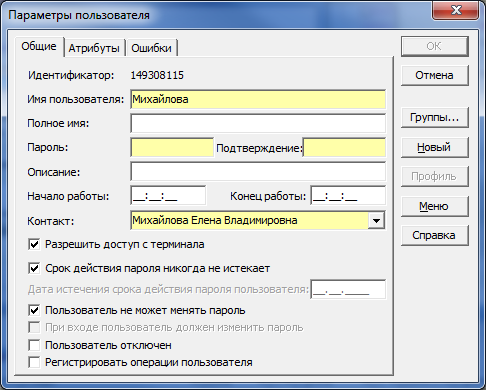 Параметры пользователя
Общие Атрибуты Ошибки
OK
Идентификатор: 149308115
Отмена
Имя пользователя: Михайлова
Полное имя:
Группы...
Пароль: Подтверждение:
Новый
Описание:
Профиль
Начало работы: __:__:__ Конец работы: __:__:__
Меню
Контакт: Михайлова Елена Владимировна
Справка
Разрешить доступ с терминала
Срок действия пароля никогда не истекает
Дата истечения срока действия пароля пользователя: __.__.____
Пользователь не может менять пароль
При входе пользователь должен изменить пароль
Пользователь отключен
Регистрировать операции пользователя